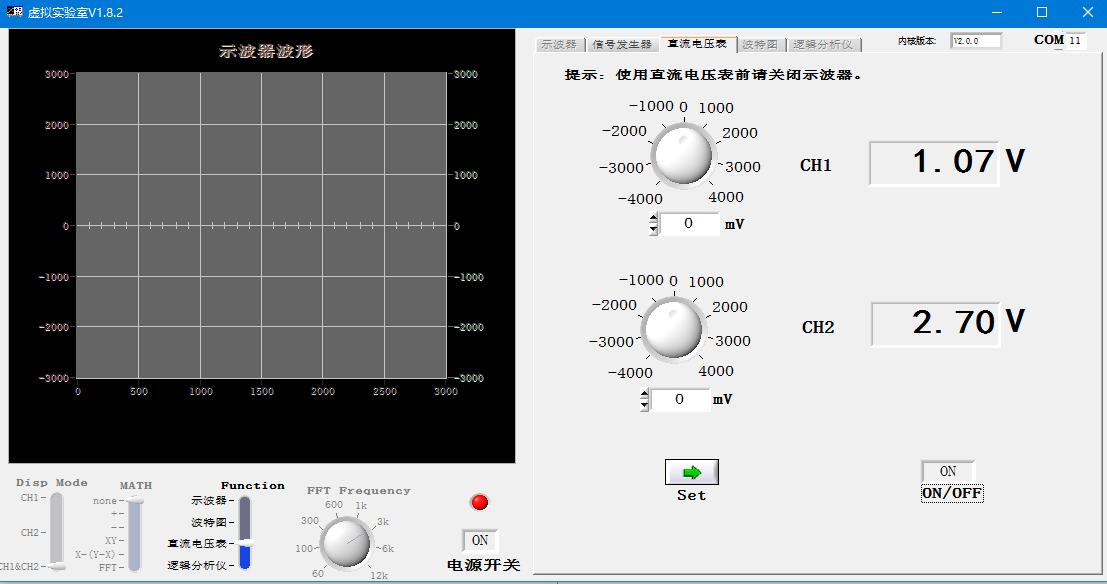 虚拟实验室V1.8.2
示波器波形
3000 3000
2000 2000
1000 1000
0 0
-1000 -1000
-2000 -2000
-3000 -3000
0 500 1000 1500 2000 2500 3000
示波器 信号发生器 直流电压表 波特图 逻辑分析仪
内核版本: V2.0.0 COM 11
提示：使用直流电压表前请关闭示波器。
-1000 0 1000
-2000 2000
-3000 3000
-4000 4000
0 mV
CH1 1.07 V
-1000 0 1000
-2000 2000
-3000 3000
-4000 4000
0 mV
CH2 2.70 V
Set
ON
ON/OFF
Disp Mode
CH1
CH2
CH1&CH2
MATH
none
+
--
XY
X-(Y-X)
FFT
Function
示波器
波特图
直流电压表
逻辑分析仪
FFT Frequency
600 1k
300 3k
100 6k
60 12k
ON
电源开关